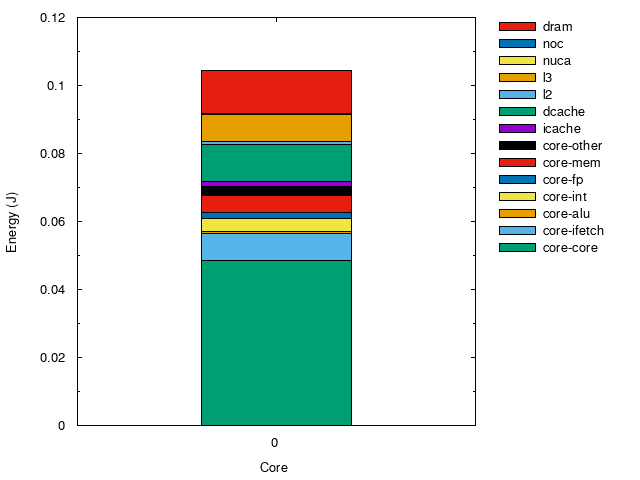 0.12
0.1
0.08
0.06
0.04
0.02
0
Energy (J)
0
Core
dram
noc
nuca
l3
l2
dcache
icache
core-other
core-mem
core-fp
core-int
core-alu
core-ifetch
core-core